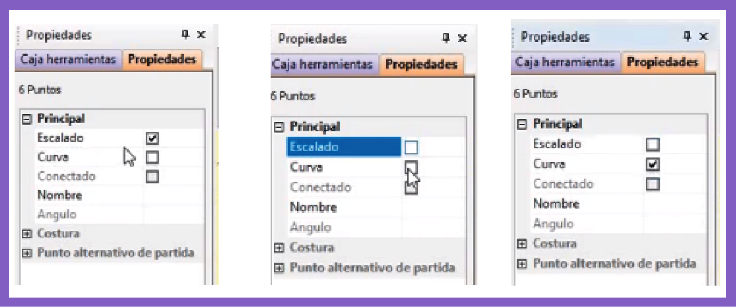 Propiedades
Caja herramientas Propiedades
6 Puntos
Principal
Escalado
Curva
Conectado
Nombre
Angulo
Costura
Punto alternativo de partida
Propiedades
Caja herramientas Propiedades
6 Puntos
Principal
Escalado
Curva
Conectado
Nombre
Angulo
Costura
Punto alternativo de partida
Propiedades
Caja herramientas Propiedades
6 Puntos
Principal
Escalado
Curva
Conectado
Nombre
Angulo
Costura
Punto alternativo de partida